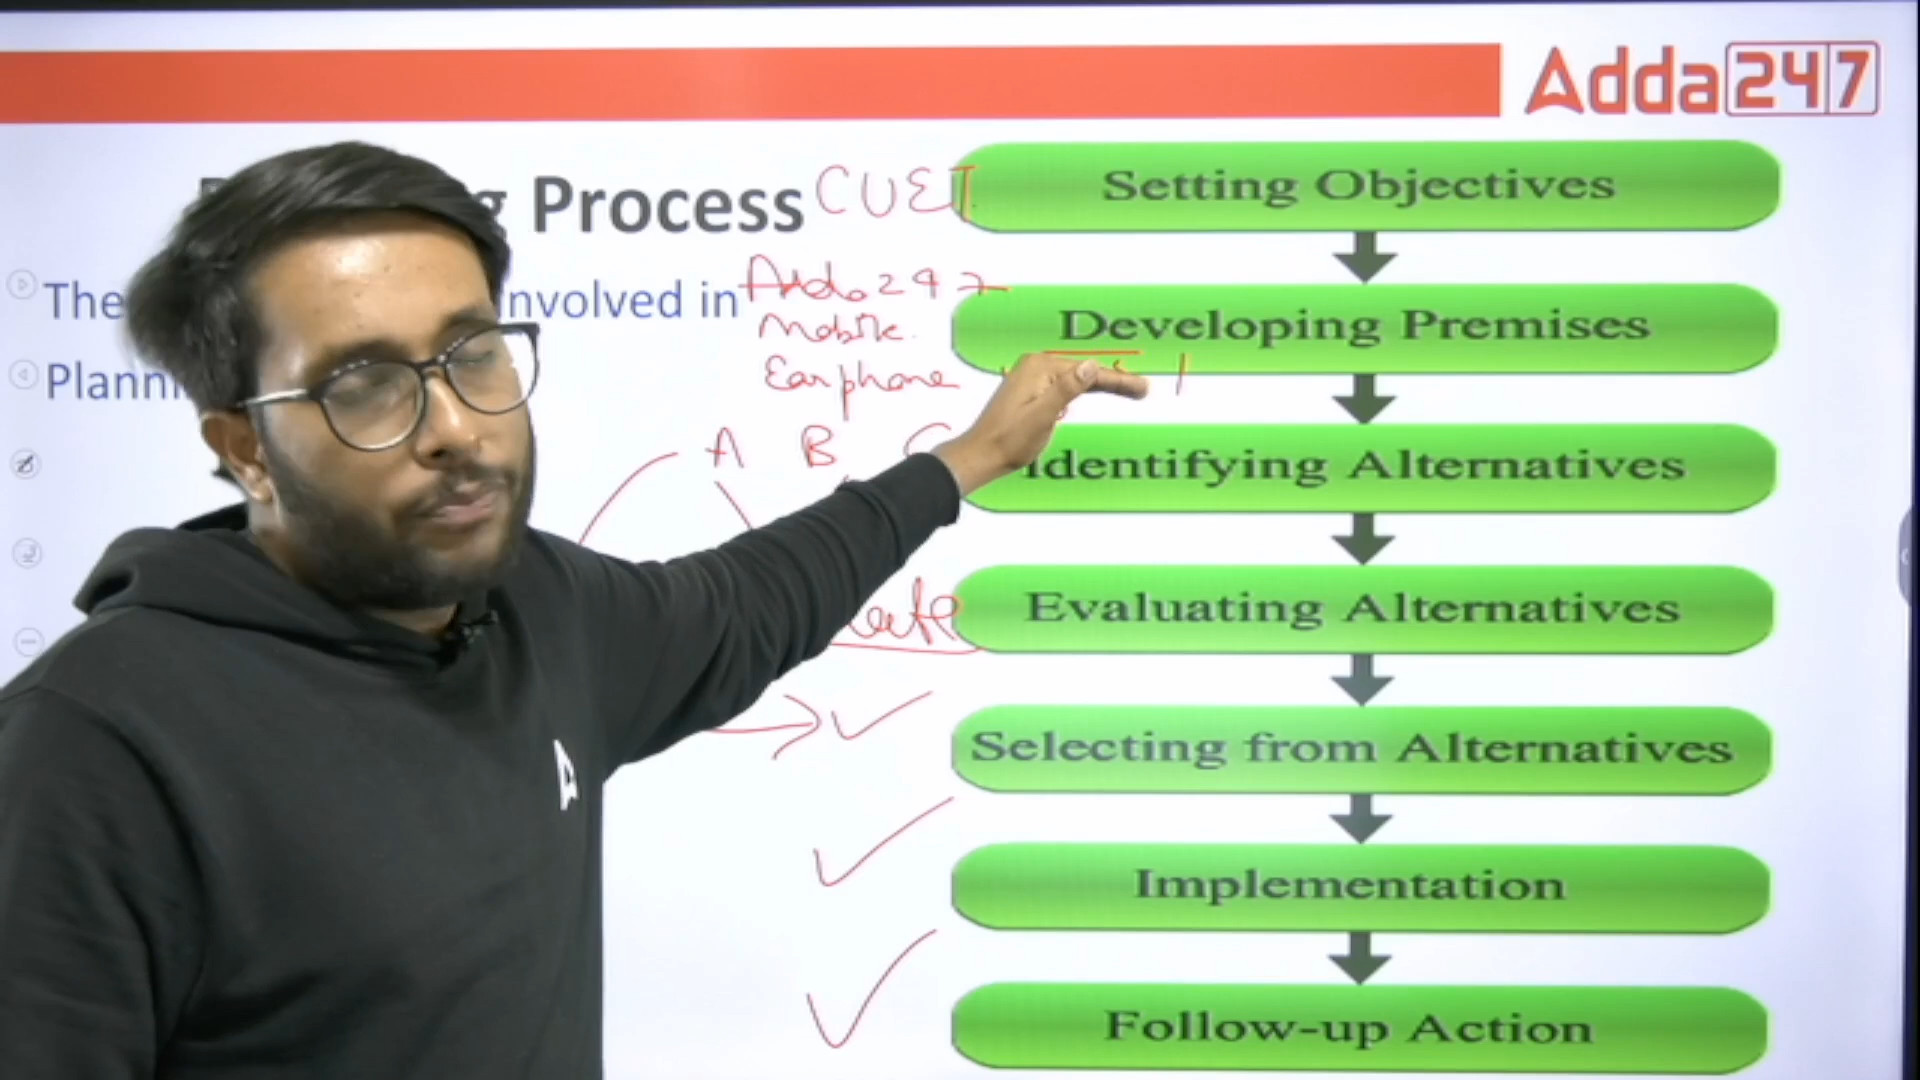 Adda247
Process CUET
Setting Objectives
The nvolved in Adda247
Mobile
Earphone
Developing Premises
Planni
A B C
Identifying Alternatives
Evaluating Alternatives
Selecting from Alternatives
Implementation
Follow-up Action